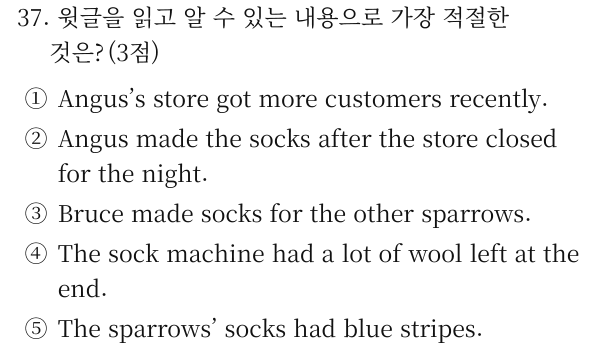 37. 윗글을 읽고 알 수 있는 내용으로 가장 적절한
것은? (3점)
① Angus’s store got more customers recently.
② Angus made the socks after the store closed
for the night.
③ Bruce made socks for the other sparrows.
④ The sock machine had a lot of wool left at the
end.
⑤ The sparrows’ socks had blue stripes.